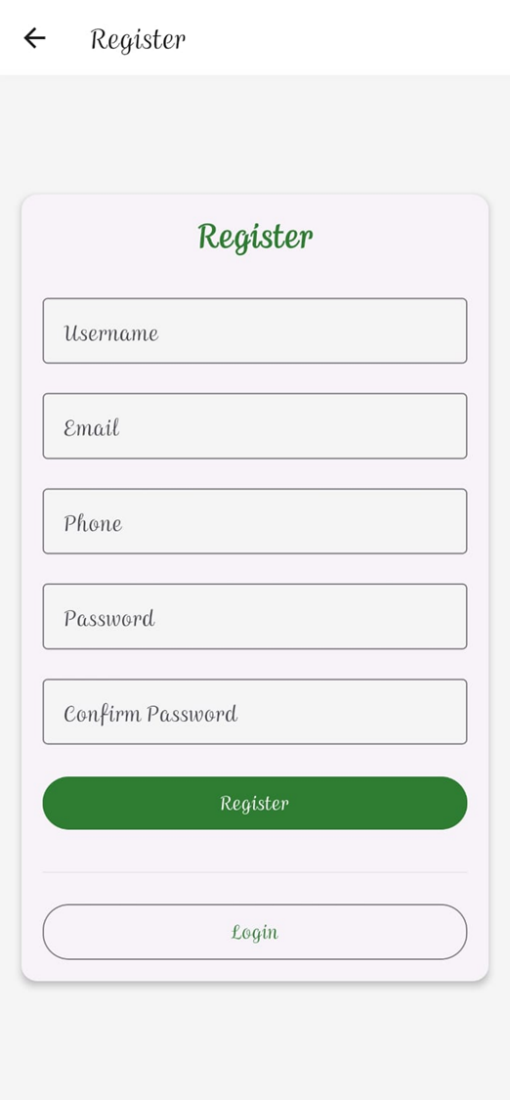 Register
Register
Username
Email
Phone
Password
Confirm Password
Register
Login